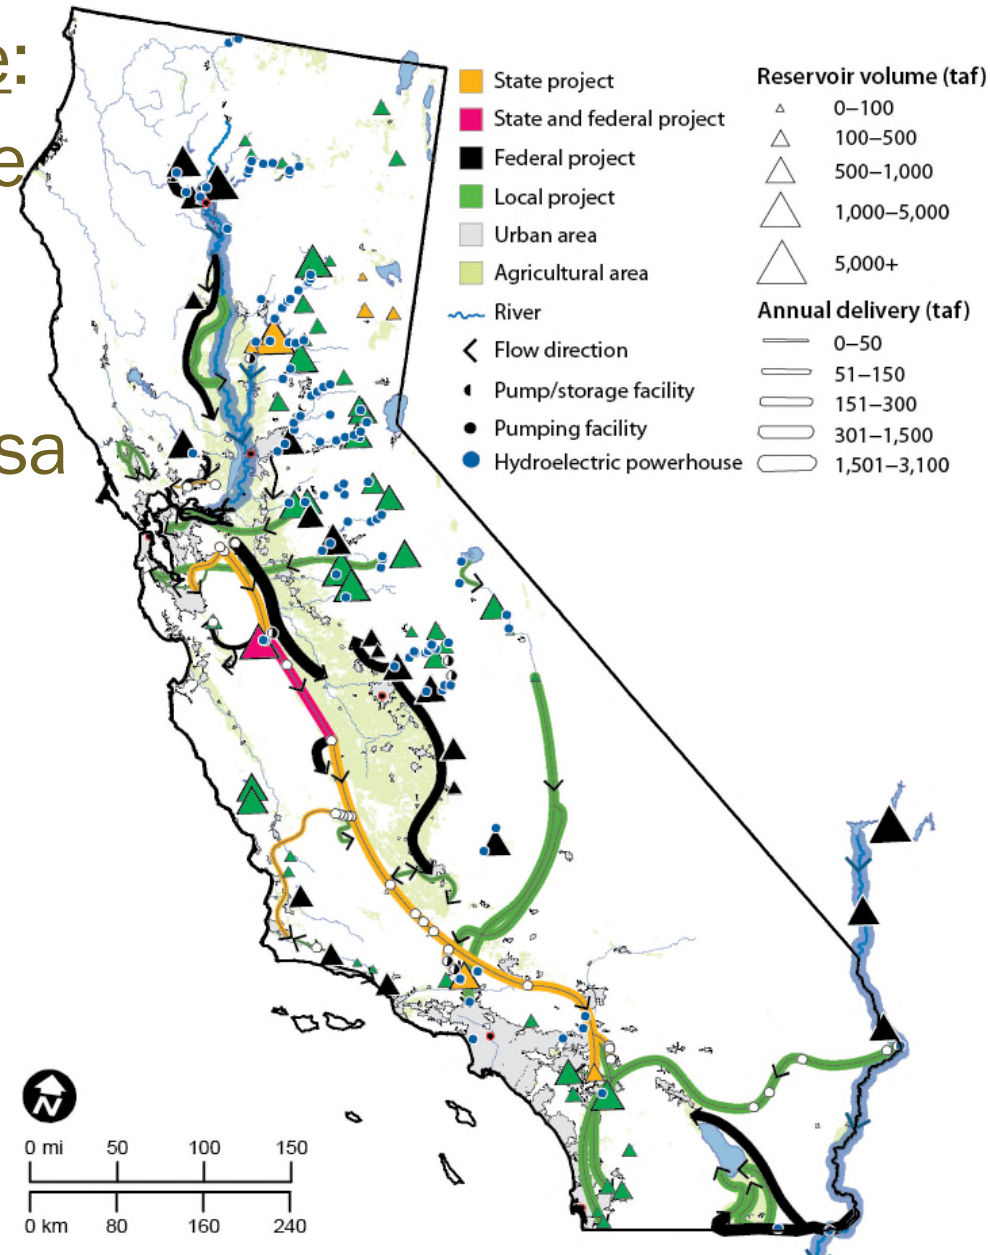 e:
e
sa
State project
State and federal project
Federal project
Local project
Urban area
Agricultural area
River
Flow direction
Pump/storage facility
Pumping facility
Hydroelectric powerhouse
Reservoir volume (taf)
0–100
100–500
500–1,000
1,000–5,000
5,000+
Annual delivery (taf)
0–50
51–150
151–300
301–1,500
1,501–3,100
N
0 mi 50 100 150
0 km 80 160 240